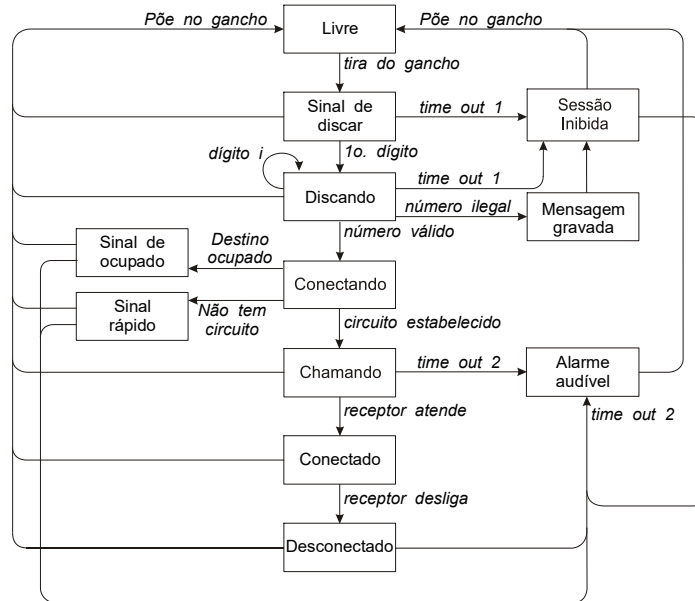 Põe no gancho
Livre
Põe no gancho
tira do gancho
Sinal de
discar
time out 1
Sessão
Inibida
1o. dígito
dígito i
Discando
time out 1
número ilegal
Mensagem
gravada
número válido
Sinal de
ocupado
Destino
ocupado
Conectando
Sinal
rápido
Não tem
circuito
circuito estabelecido
Chamando
time out 2
Alarme
audível
receptor atende
time out 2
Conectado
receptor desliga
Desconectado